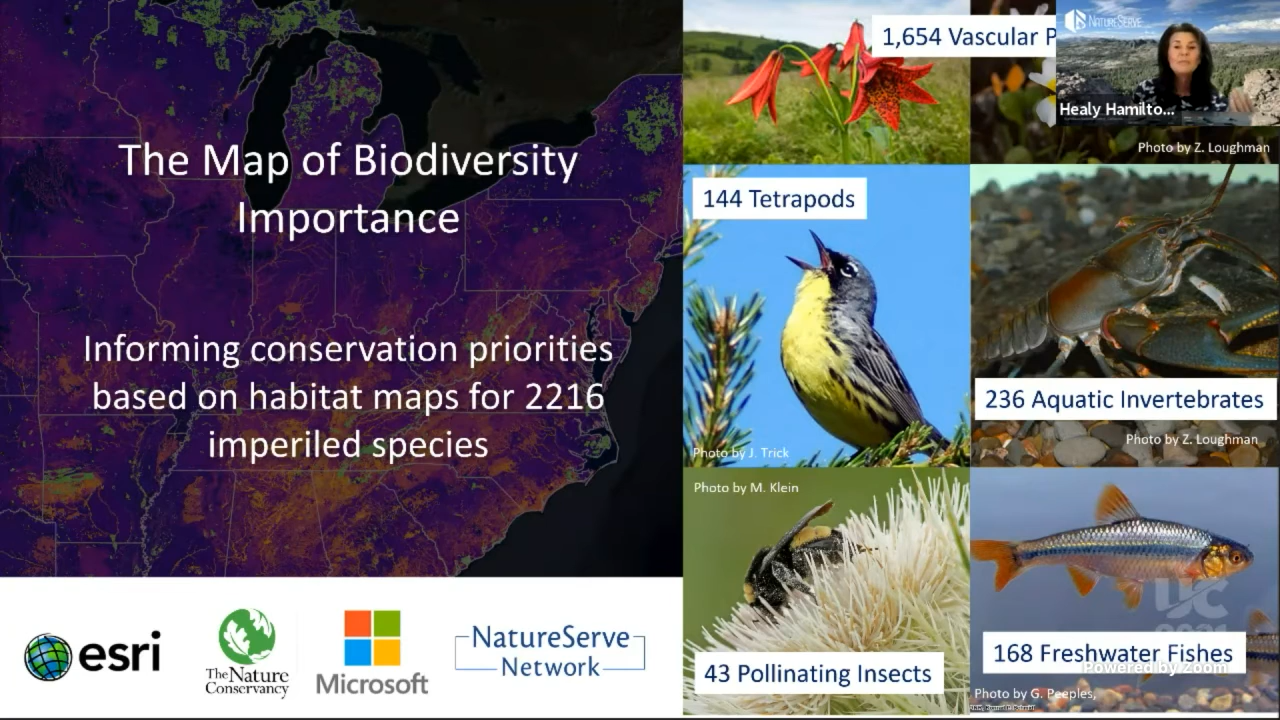 The Map of Biodiversity
Importance
Informing conservation priorities
based on habitat maps for 2216
imperiled species
esri
The Nature
Conservancy
Microsoft
NatureServe
Network
1,654 Vascular P
NATURESERVE
Healy Hamilto...
Photo by Z. Loughman
144 Tetrapods
Photo by J. Trick
236 Aquatic Invertebrates
Photo by Z. Loughman
Photo by M. Klein
43 Pollinating Insects
UC
2021
168 Freshwater Fishes
Powered by Zoom
Photo by G. Peeples,